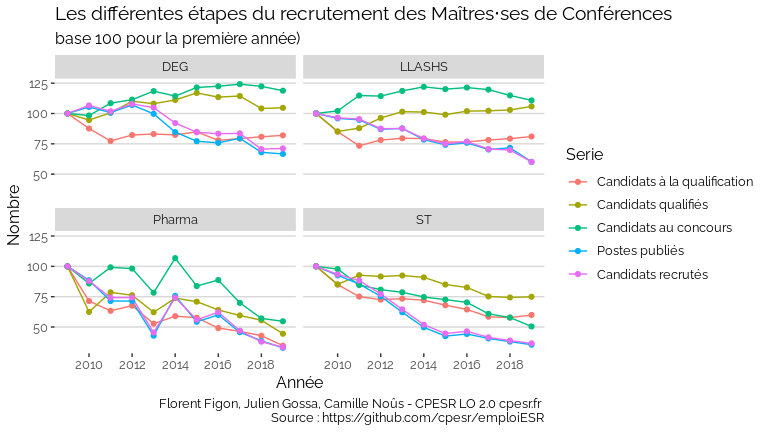 Les différentes étapes du recrutement des Maîtres·ses de Conférences
base 100 pour la première année)
DEG
LLASHS
125
100
75
50
Pharma
ST
125
100
75
50
2010
2012
2014
2016
2018
2010
2012
2014
2016
2018
Nombre
Année
Serie
Candidats à la qualification
Candidats qualifiés
Candidats au concours
Postes publiés
Candidats recrutés
Florent Figon, Julien Gossa, Camille Noûs - CPESR LO 2.0 cpesr.fr
Source : https://github.com/cpesr/emploiESR